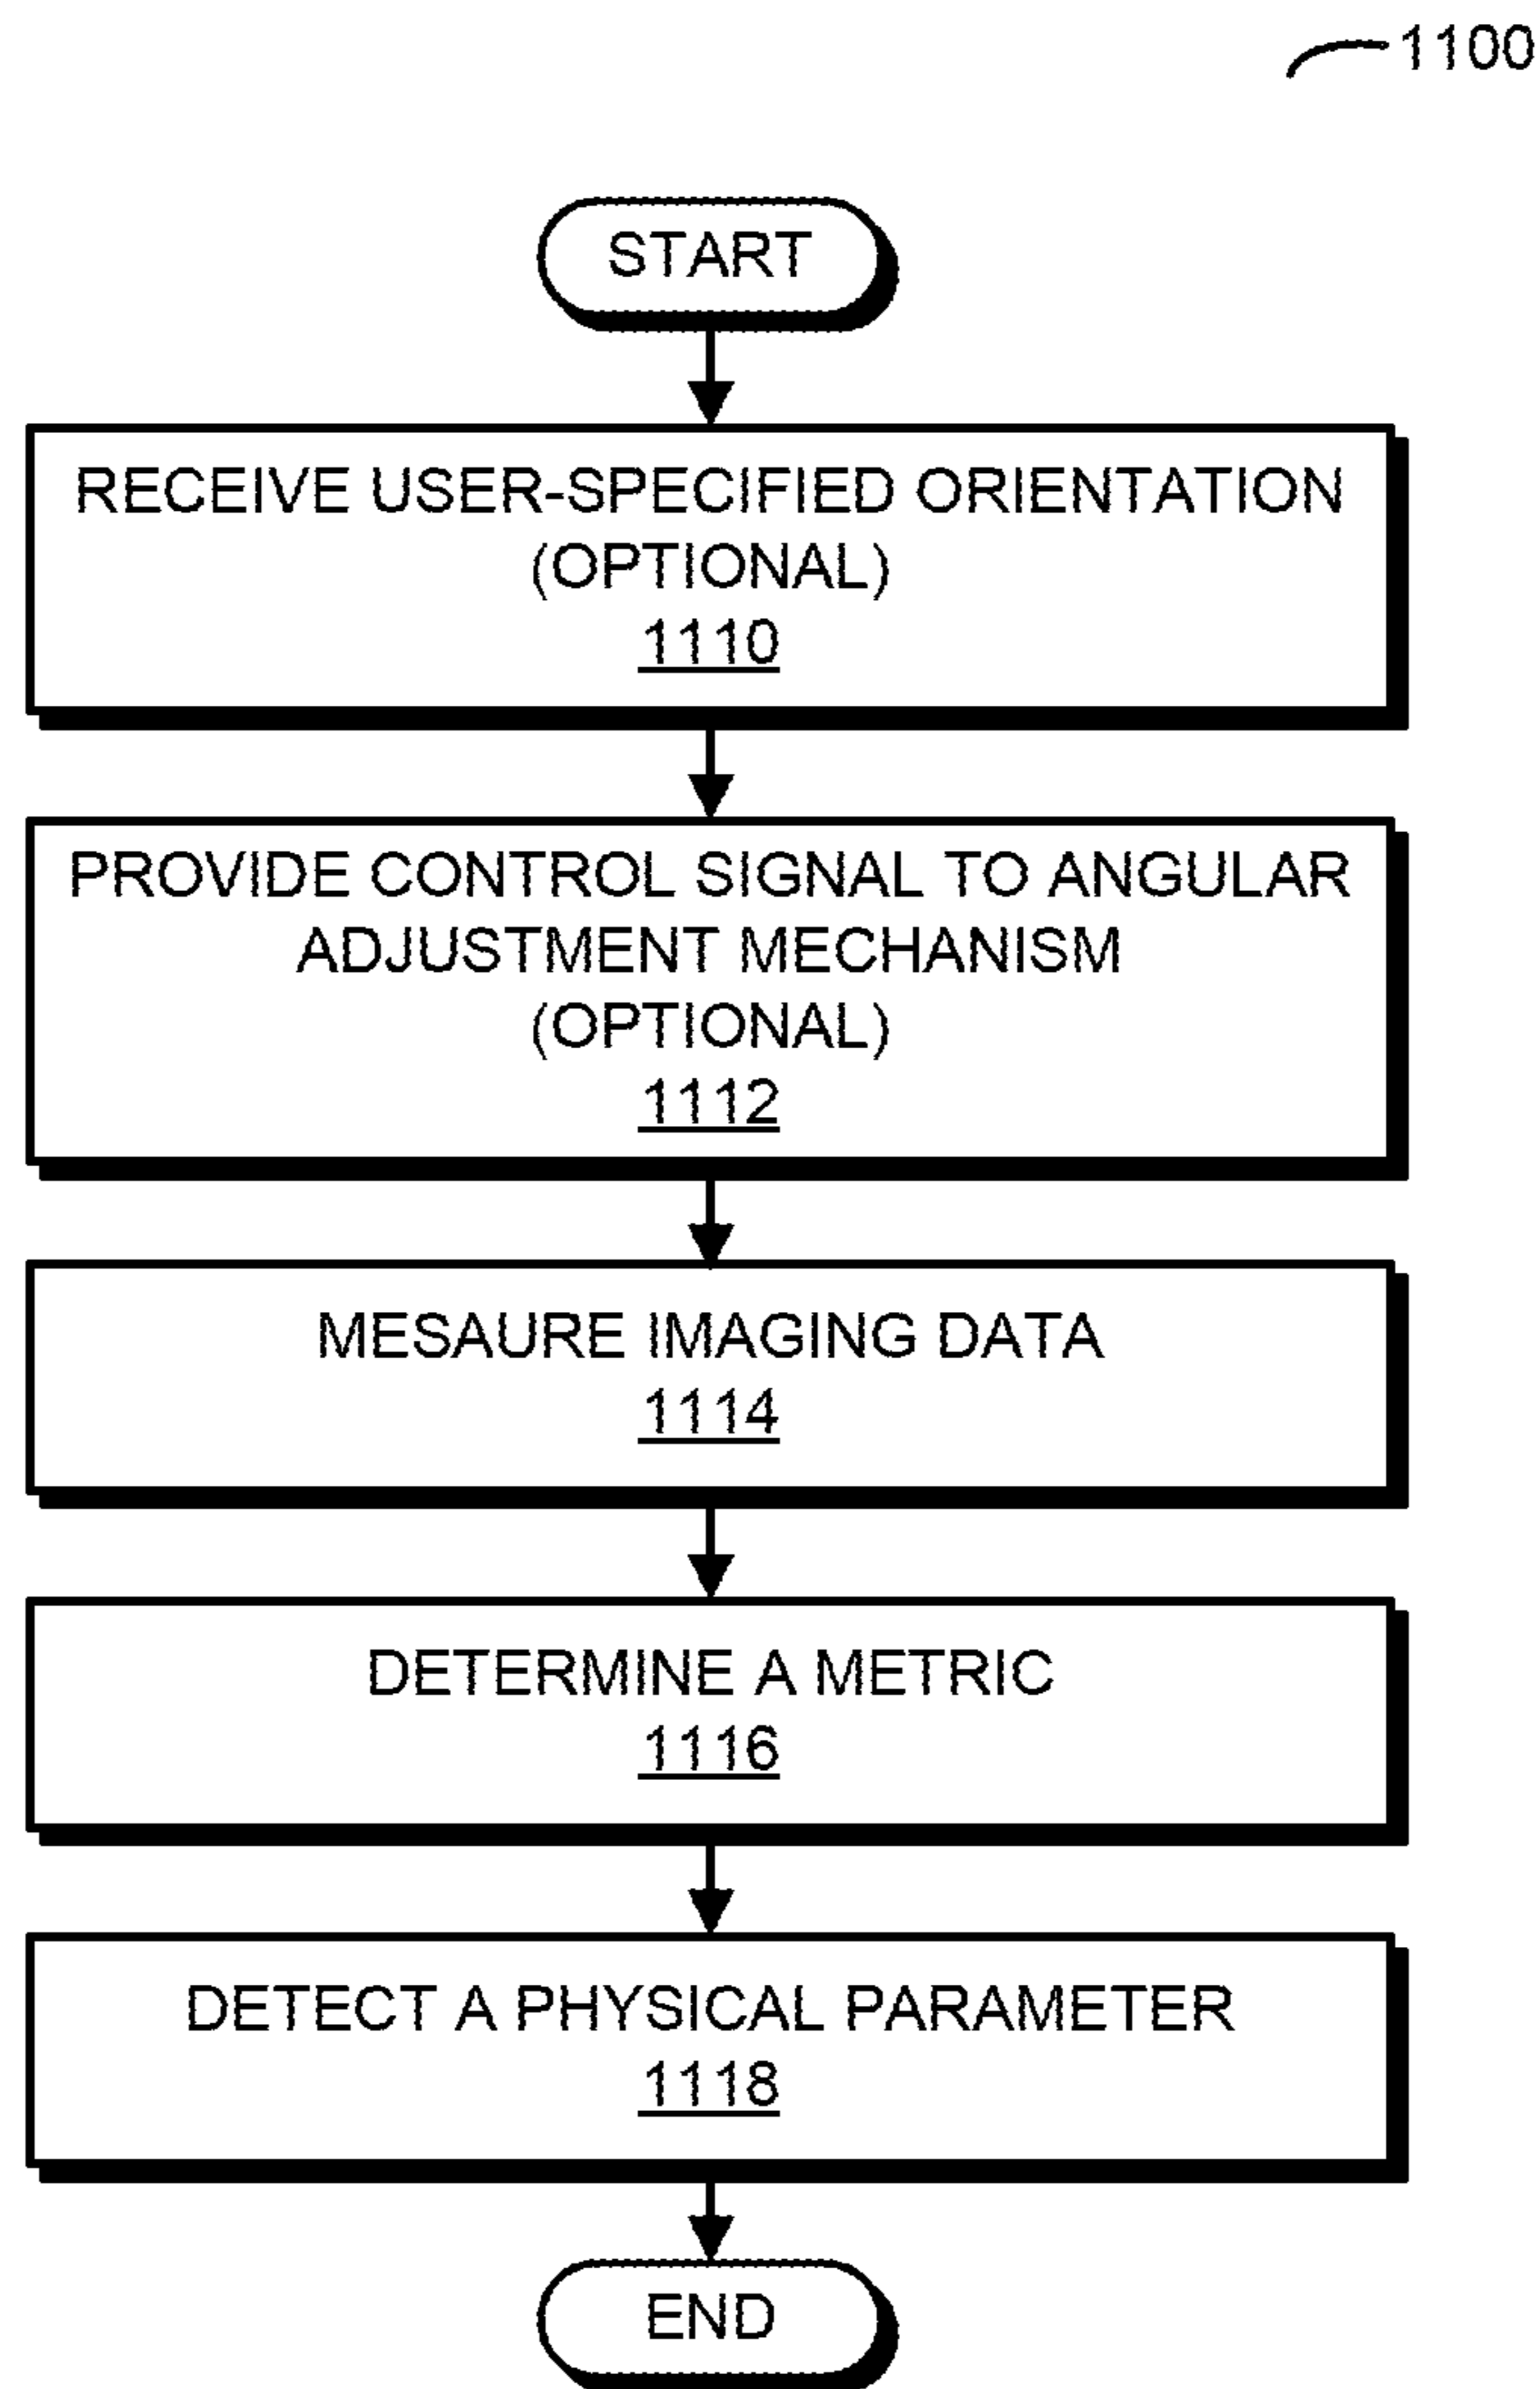 1100
START
RECEIVE USER-SPECIFIED ORIENTATION
(OPTIONAL)
1110
PROVIDE CONTROL SIGNAL TO ANGULAR
ADJUSTMENT MECHANISM
(OPTIONAL)
1112
MESAURE IMAGING DATA
1114
DETERMINE A METRIC
1116
DETECT A PHYSICAL PARAMETER
1118
END